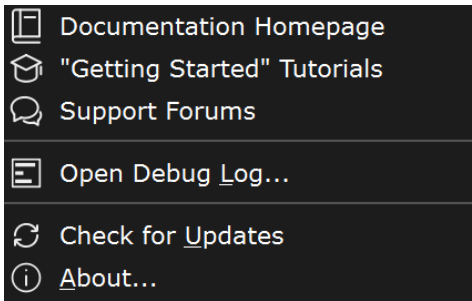 Documentation Homepage
"Getting Started" Tutorials
Support Forums
Open Debug Log...
Check for Updates
About...